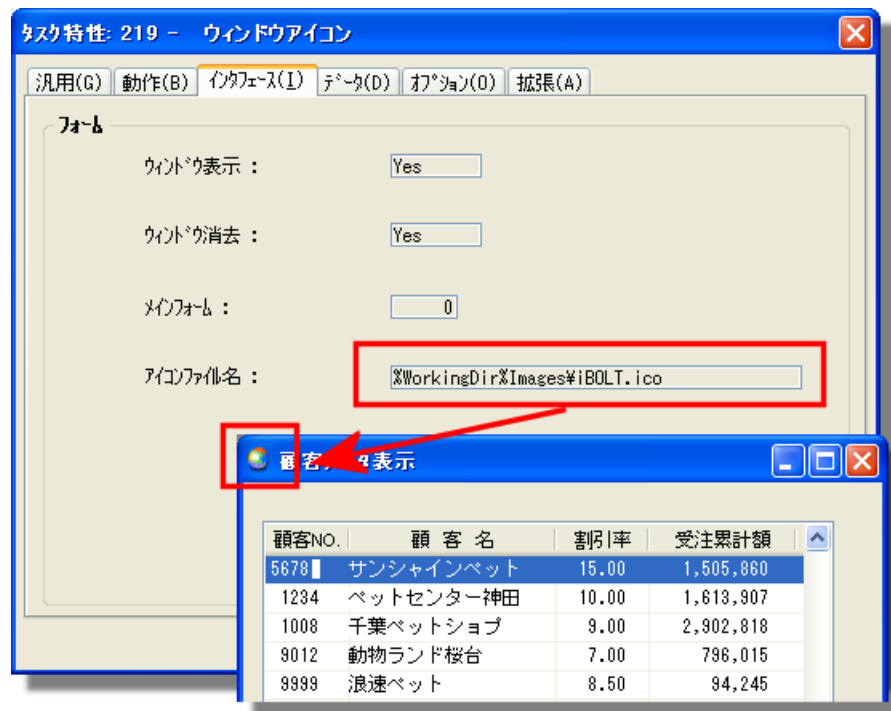 タスク特性: 219 - ウィンドウアイコン
汎用(G) 動作(B) インタフェース(I) データ(D) オプション(O) 拡張(A)
フォーム
ウィンドウ表示 : Yes
ウィンドウ消去 : Yes
メインフォーム : 0
アイコンファイル名 : %WorkingDir%Images¥iBOLT.ico
顧客データ表示
顧客NO. 顧 客 名 割引率 受注累計額
5678 サンシャインペット 15.00 1,505,860
1234 ペットセンター神田 10.00 1,613,907
1008 千葉ペットショプ 9.00 2,902,818
9012 動物ランド桜台 7.00 796,015
9999 浪速ペット 8.50 94,245